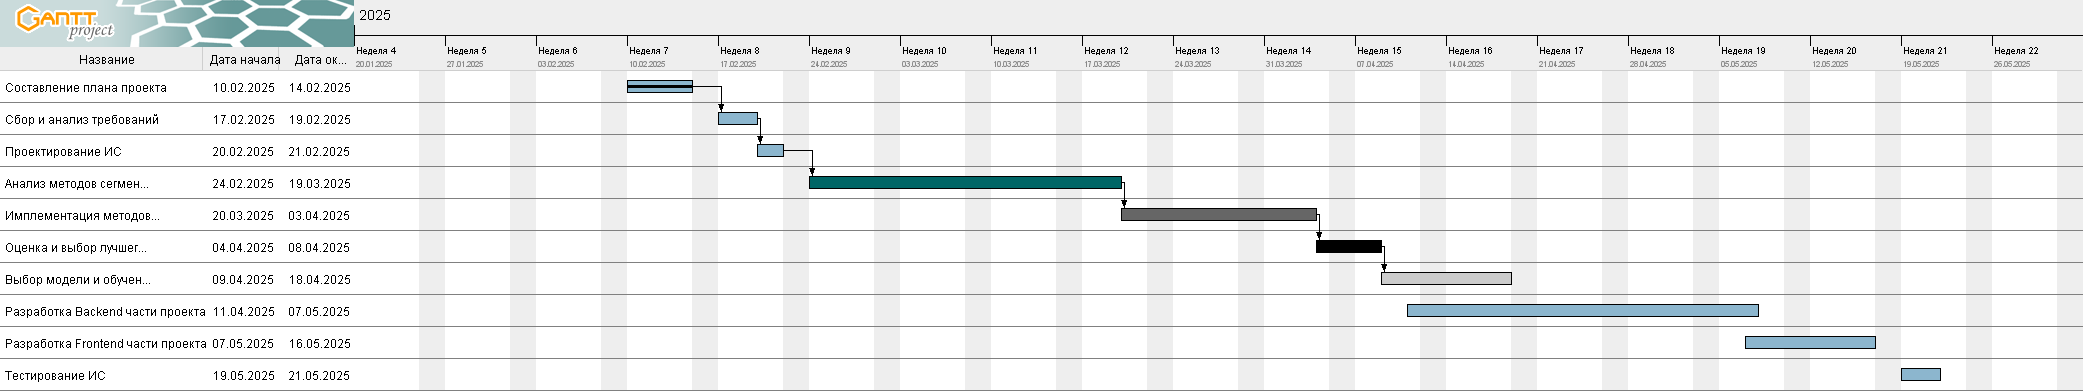 GANTT
project
2025
Неделя 4 Неделя 5 Неделя 6 Неделя 7 Неделя 8 Неделя 9 Неделя 10 Неделя 11 Неделя 12 Неделя 13 Неделя 14 Неделя 15 Неделя 16 Неделя 17 Неделя 18 Неделя 19 Неделя 20 Неделя 21 Неделя 22
Название Дата начала Дата ок... 20.01.2025 27.01.2025 03.02.2025 10.02.2025 17.02.2025 24.02.2025 03.03.2025 10.03.2025 17.03.2025 24.03.2025 31.03.2025 07.04.2025 14.04.2025 21.04.2025 28.04.2025 05.05.2025 12.05.2025 19.05.2025 26.05.2025
Составление плана проекта 10.02.2025 14.02.2025
Сбор и анализ требований 17.02.2025 19.02.2025
Проектирование ИС 20.02.2025 21.02.2025
Анализ методов сегмен... 24.02.2025 19.03.2025
Имплементация методов... 20.03.2025 03.04.2025
Оценка и выбор лучшег... 04.04.2025 08.04.2025
Выбор модели и обучен... 09.04.2025 18.04.2025
Разработка Backend части проекта 11.04.2025 07.05.2025
Разработка Frontend части проекта 07.05.2025 16.05.2025
Тестирование ИС 19.05.2025 21.05.2025